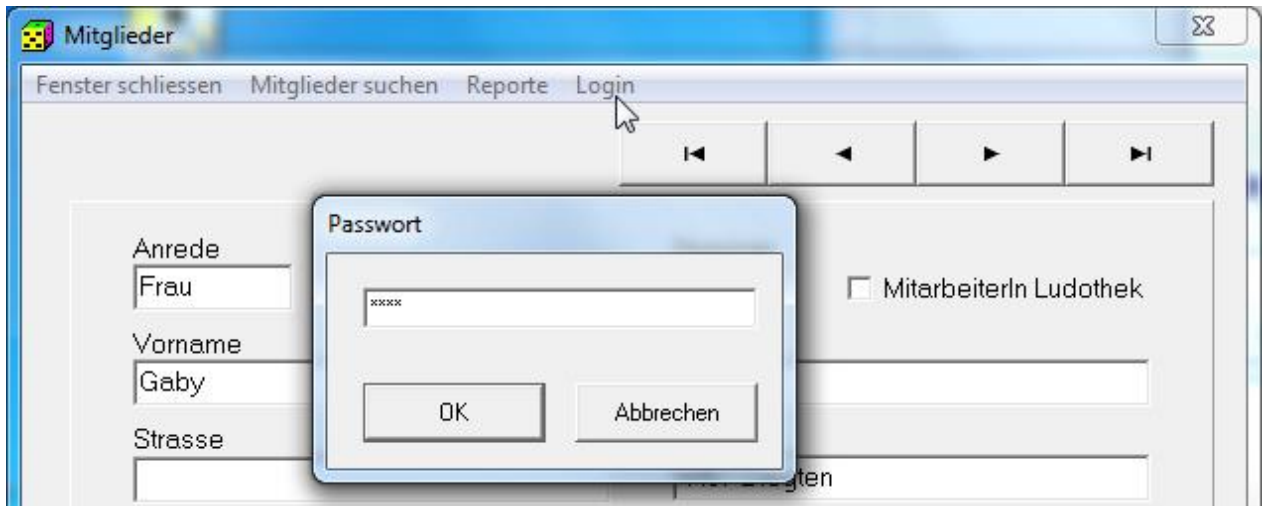 Mitglieder
Fenster schliessen Mitglieder suchen Reporte Login
Passwort
Anrede
Frau
MitarbeiterIn Ludothek
****
Vorname
Gaby
OK Abbrechen
Strasse